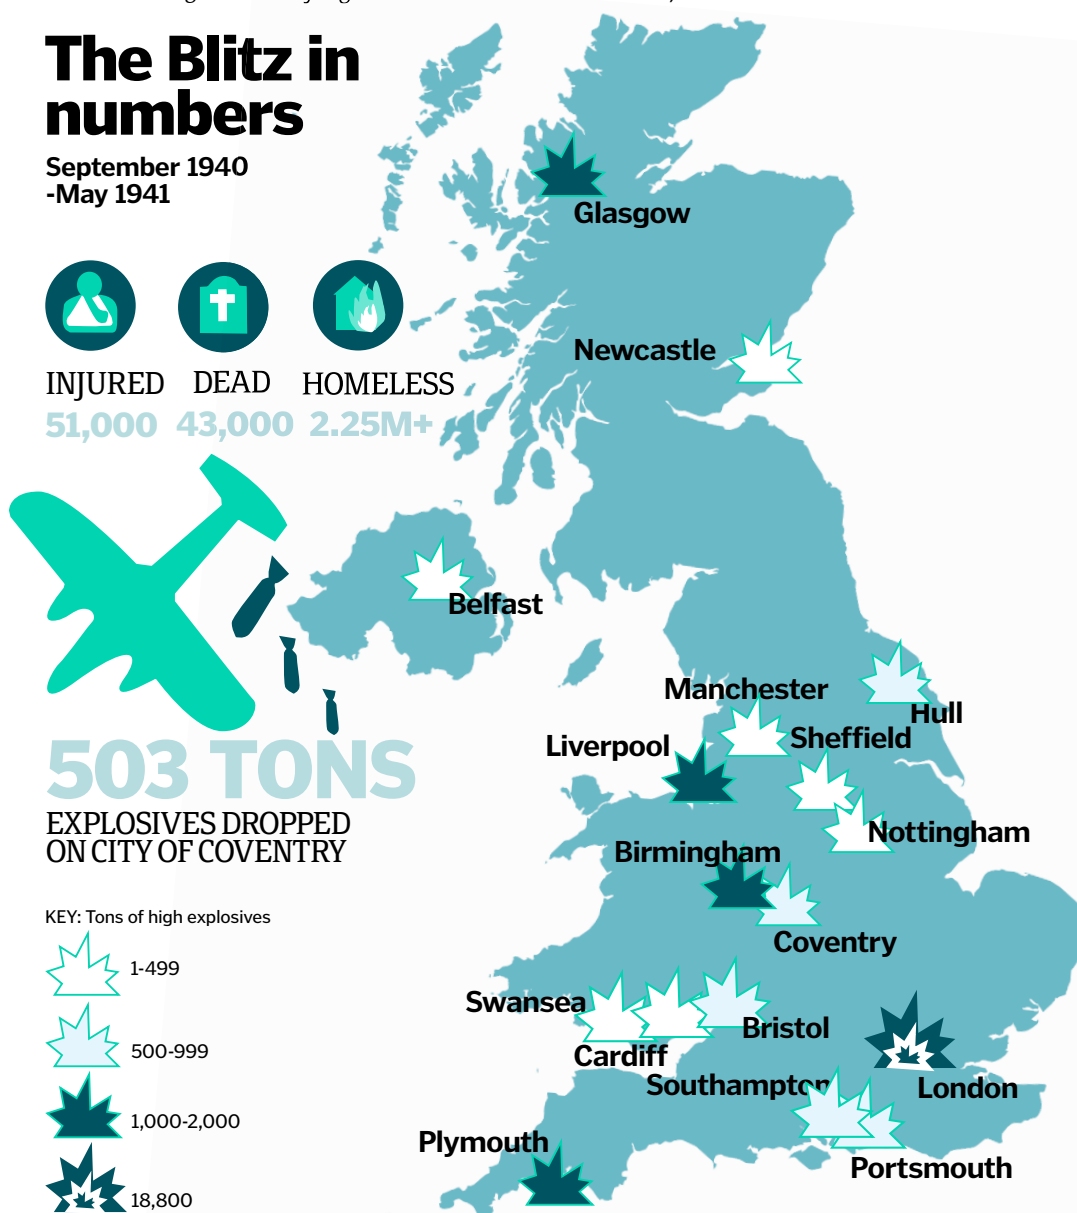 The Blitz in
numbers
September 1940
-May 1941
INJURED
51,000
DEAD
43,000
HOMELESS
2.25M+
503 TONS
EXPLOSIVES DROPPED
ON CITY OF COVENTRY
KEY: Tons of high explosives
1-499
500-999
1,000-2,000
18,800
Glasgow
Newcastle
Belfast
Manchester
Hull
Liverpool
Sheffield
Nottingham
Birmingham
Coventry
Swansea
Bristol
Cardiff
Southampton
London
Plymouth
Portsmouth